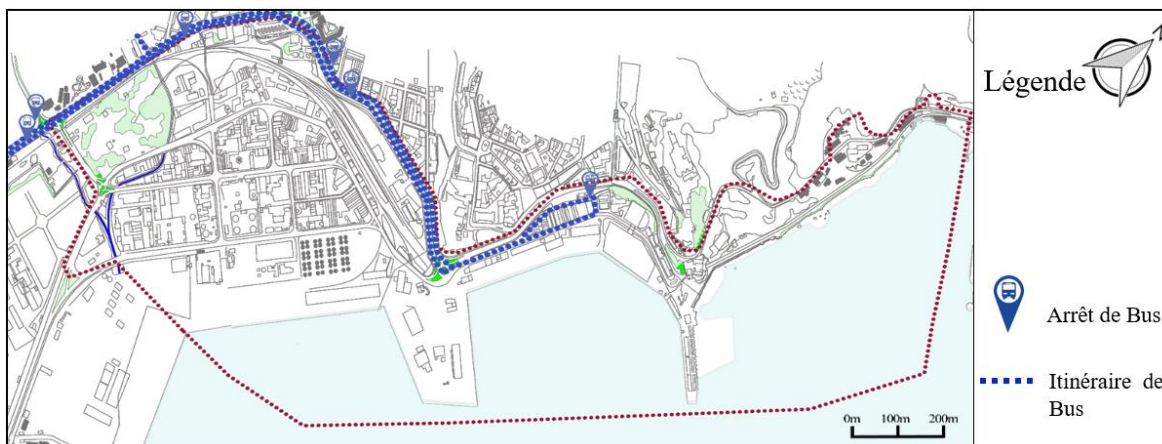 Légende
Arrêt de Bus
Itinéraire de
Bus
0m 100m 200m